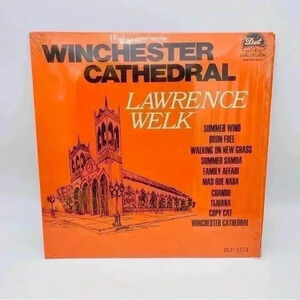 Dot
WINCHESTER
CATHEDRAL
LAWRENCE
WELK
SUMMER WIND
BORN FREE
WALKING ON NEW GRASS
SUMMER SAMBA
FAMILY AFFAIR
MAS QUE NADA
CHANDE
TIJUANA
COPY CAT
WINCHESTER CATHEDRAL
DLP 3774